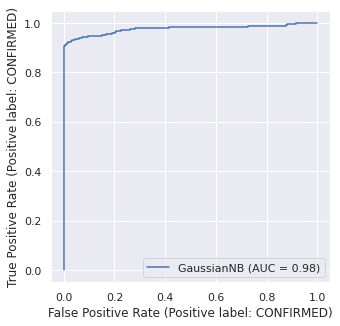 True Positive Rate (Positive label: CONFIRMED)
1.0
0.8
0.6
0.4
0.2
0.0
GaussianNB (AUC = 0.98)
0.0 0.2 0.4 0.6 0.8 1.0
False Positive Rate (Positive label: CONFIRMED)